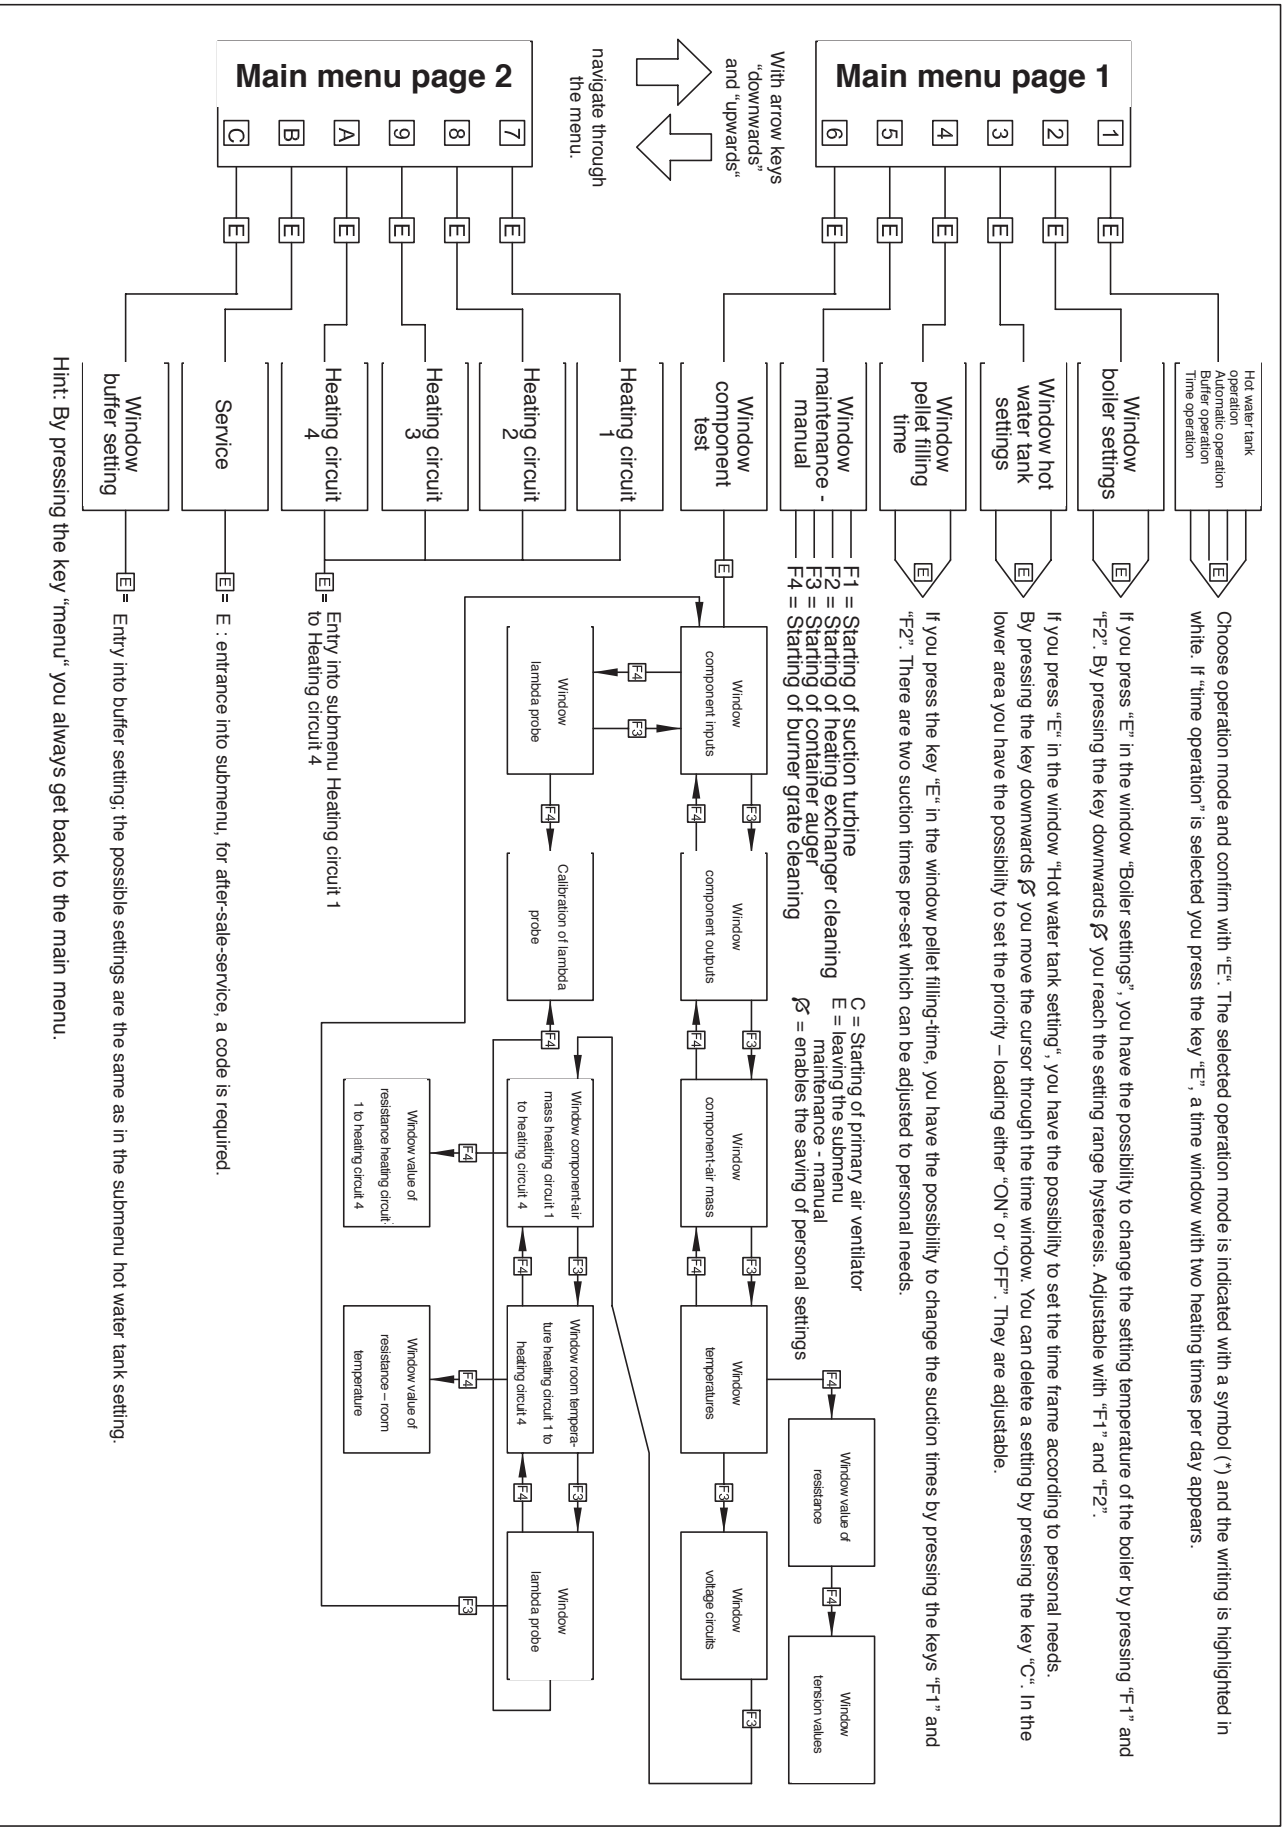 Main menu page 1
1
2
3
4
5
6
E
E
E
E
E
E
Hot water tank
operation
Automatic operation
Buffer operation
Time operation
E
Choose operation mode and confirm with “E“. The selected operation mode is indicated with a symbol (*) and the writing is highlighted in
white. If “time operation” is selected you press the key “E”, a time window with two heating times per day appears.
Window
boiler settings
If you press “E” in the window “Boiler settings”, you have the possibility to change the setting temperature of the boiler by pressing “F1” and
“F2”. By pressing the key downwards you reach the setting range hysteresis. Adjustable with “F1” and “F2”.
Window hot
water tank
settings
E
If you press “E“ in the window “Hot water tank setting“, you have the possibility to set the time frame according to personal needs.
By pressing the key downwards you move the cursor through the time window. You can delete a setting by pressing the key “C“. In the
lower area you have the possibility to set the priority – loading either “ON“ or “OFF”. They are adjustable.
Window
pellet filling
time
E
If you press the key “E“ in the window pellet filling-time, you have the possibility to change the suction times by pressing the keys “F1” and
“F2”. There are two suction times pre-set which can be adjusted to personal needs.
Window
maintenance -
manual
F1 = Starting of suction turbine
F2 = Starting of heating exchanger cleaning
F3 = Starting of container auger
F4 = Starting of burner grate cleaning
C = Starting of primary air ventilator
E = leaving the submenu
maintenance - manual
= enables the saving of personal settings
Window
component
test
E
Window
component inputs
F3
F4
Window
component outputs
F3
F4
Window
component-air mass
F3
F4
Window
temperatures
F4
Window value of
resistance
F4
Window
tension values
F3
Window
voltage circuits
F3
F4
F3
Window
lambda probe
F4
Calibration of lambda
probe
F4
Window component-air
mass heating circuit 1
to heating circuit 4
F3
F4
Window room tempera-
ture heating circuit 1 to
heating circuit 4
F3
F4
Window
lambda probe
F3
F4
Window value of
resistance heating circuit
1 to heating circuit 4
F4
Window value of
resistance – room
temperature
With arrow keys
“downwards”
and “upwards“
navigate through
the menu.
Main menu page 2
7
8
9
A
B
C
E
E
E
E
E
E
Heating circuit
1
Heating circuit
2
Heating circuit
3
Heating circuit
4
E = Entry into submenu Heating circuit 1
to Heating circuit 4
Service
E = E : entrance into submenu, for after-sale-service, a code is required.
Window
buffer setting
E = Entry into buffer setting; the possible settings are the same as in the submenu hot water tank setting.
Hint: By pressing the key “menu“ you always get back to the main menu.